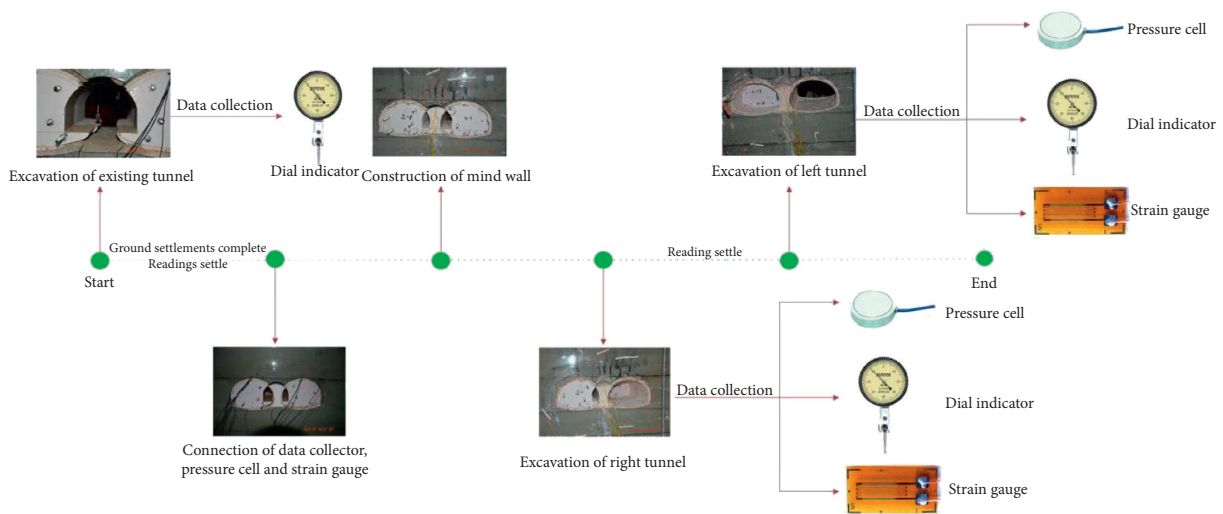 Excavation of existing tunnel
Data collection
Dial indicator
Construction of mind wall
Excavation of left tunnel
Data collection
Pressure cell
Dial indicator
Strain gauge
Ground settlements complete
Readings settle
Reading settle
Start
End
Connection of data collector,
pressure cell and strain gauge
Excavation of right tunnel
Data collection
Pressure cell
Dial indicator
Strain gauge